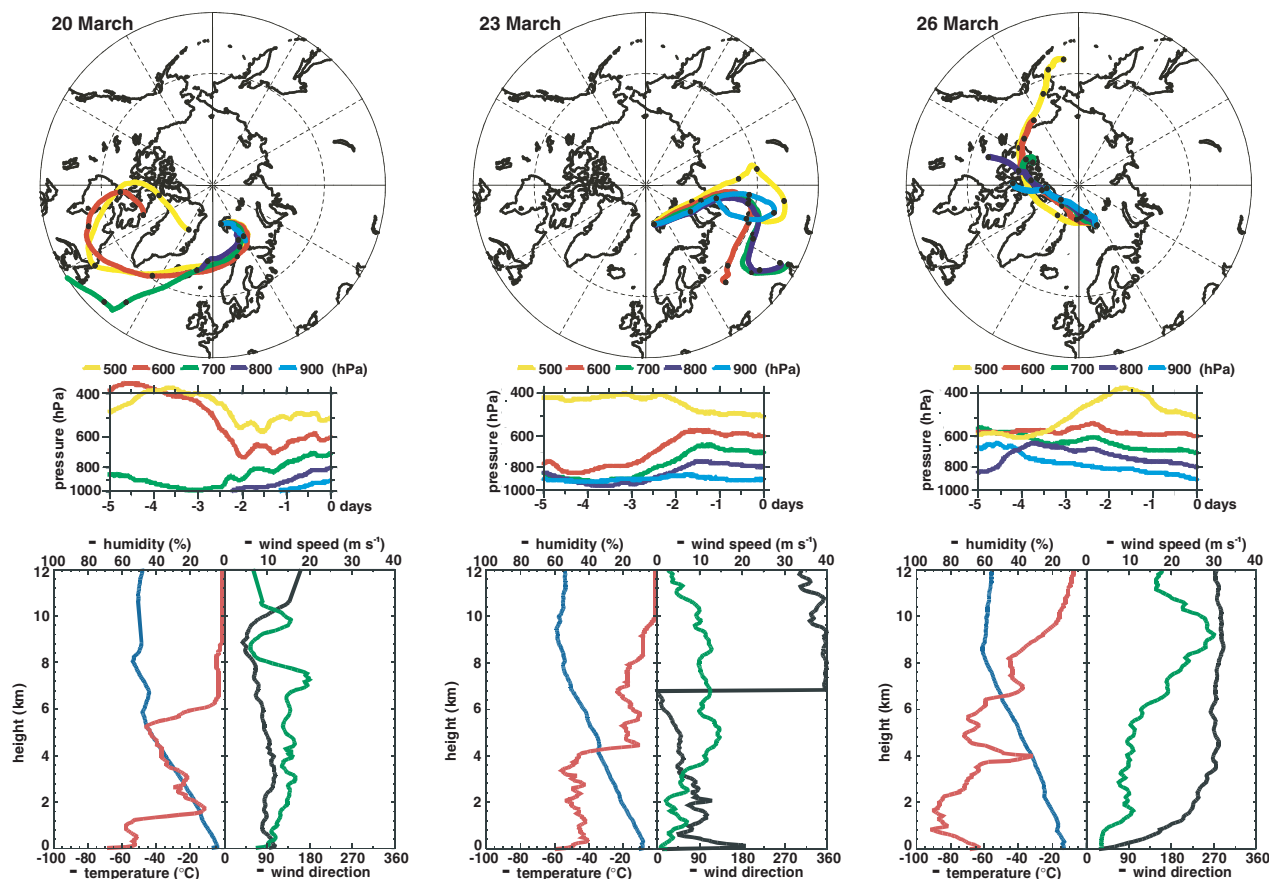 20 March
23 March
26 March
500 600 700 800 900 (hPa)
500 600 700 800 900 (hPa)
500 600 700 800 900 (hPa)
pressure (hPa)
400
600
800
1000
-5 -4 -3 -2 -1 0 days
pressure (hPa)
400
600
800
1000
-5 -4 -3 -2 -1 0 days
pressure (hPa)
400
600
800
1000
-5 -4 -3 -2 -1 0 days
- humidity (%) - wind speed (m s⁻¹)
100 80 60 40 20 0 10 20 30 40
height (km)
12
10
8
6
4
2
0
-100 -80 -60 -40 -20 0 90 180 270 360
- temperature (°C) - wind direction
- humidity (%) - wind speed (m s⁻¹)
100 80 60 40 20 0 10 20 30 40
height (km)
12
10
8
6
4
2
0
-100 -80 -60 -40 -20 0 90 180 270 360
- temperature (°C) - wind direction
- humidity (%) - wind speed (m s⁻¹)
100 80 60 40 20 0 10 20 30 40
height (km)
12
10
8
6
4
2
0
-100 -80 -60 -40 -20 0 90 180 270 360
- temperature (°C) - wind direction